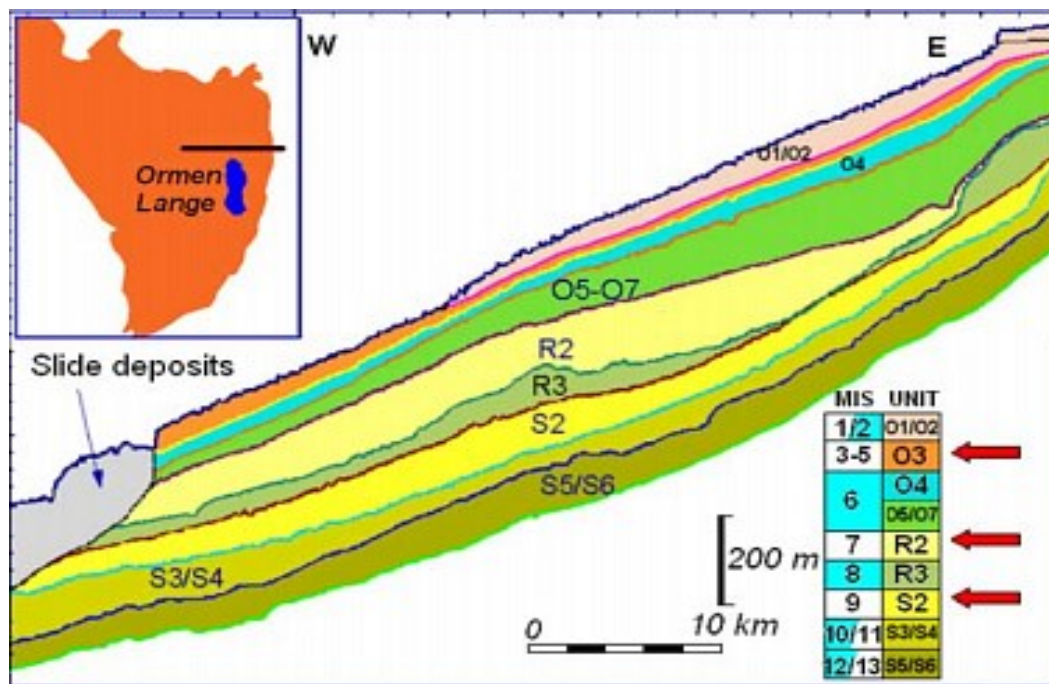 W
E
Ormen
Lange
O1/O2
O4
O5-O7
Slide deposits
R2
R3
S2
S5/S6
S3/S4
200 m
0 10 km
MIS UNIT
1/2 O1/O2
3-5 O3
6 O4
O5/O7
7 R2
8 R3
9 S2
10/11 S3/S4
12/13 S5/S6